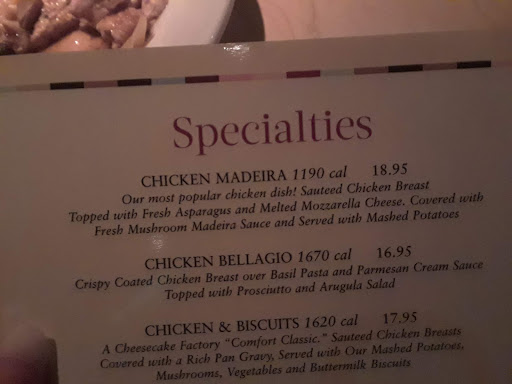 Specialties
CHICKEN MADEIRA 1190 cal 18.95
Our most popular chicken dish! Sauteed Chicken Breast
Topped with Fresh Asparagus and Melted Mozzarella Cheese. Covered with
Fresh Mushroom Madeira Sauce and Served with Mashed Potatoes
CHICKEN BELLAGIO 1670 cal 16.95
Crispy Coated Chicken Breast over Basil Pasta and Parmesan Cream Sauce
Topped with Prosciutto and Arugula Salad
CHICKEN & BISCUITS 1620 cal 17.95
A Cheesecake Factory "Comfort Classic." Sauteed Chicken Breasts
Covered with a Rich Pan Gravy, Served with Our Mashed Potatoes,
Mushrooms, Vegetables and Buttermilk Biscuits